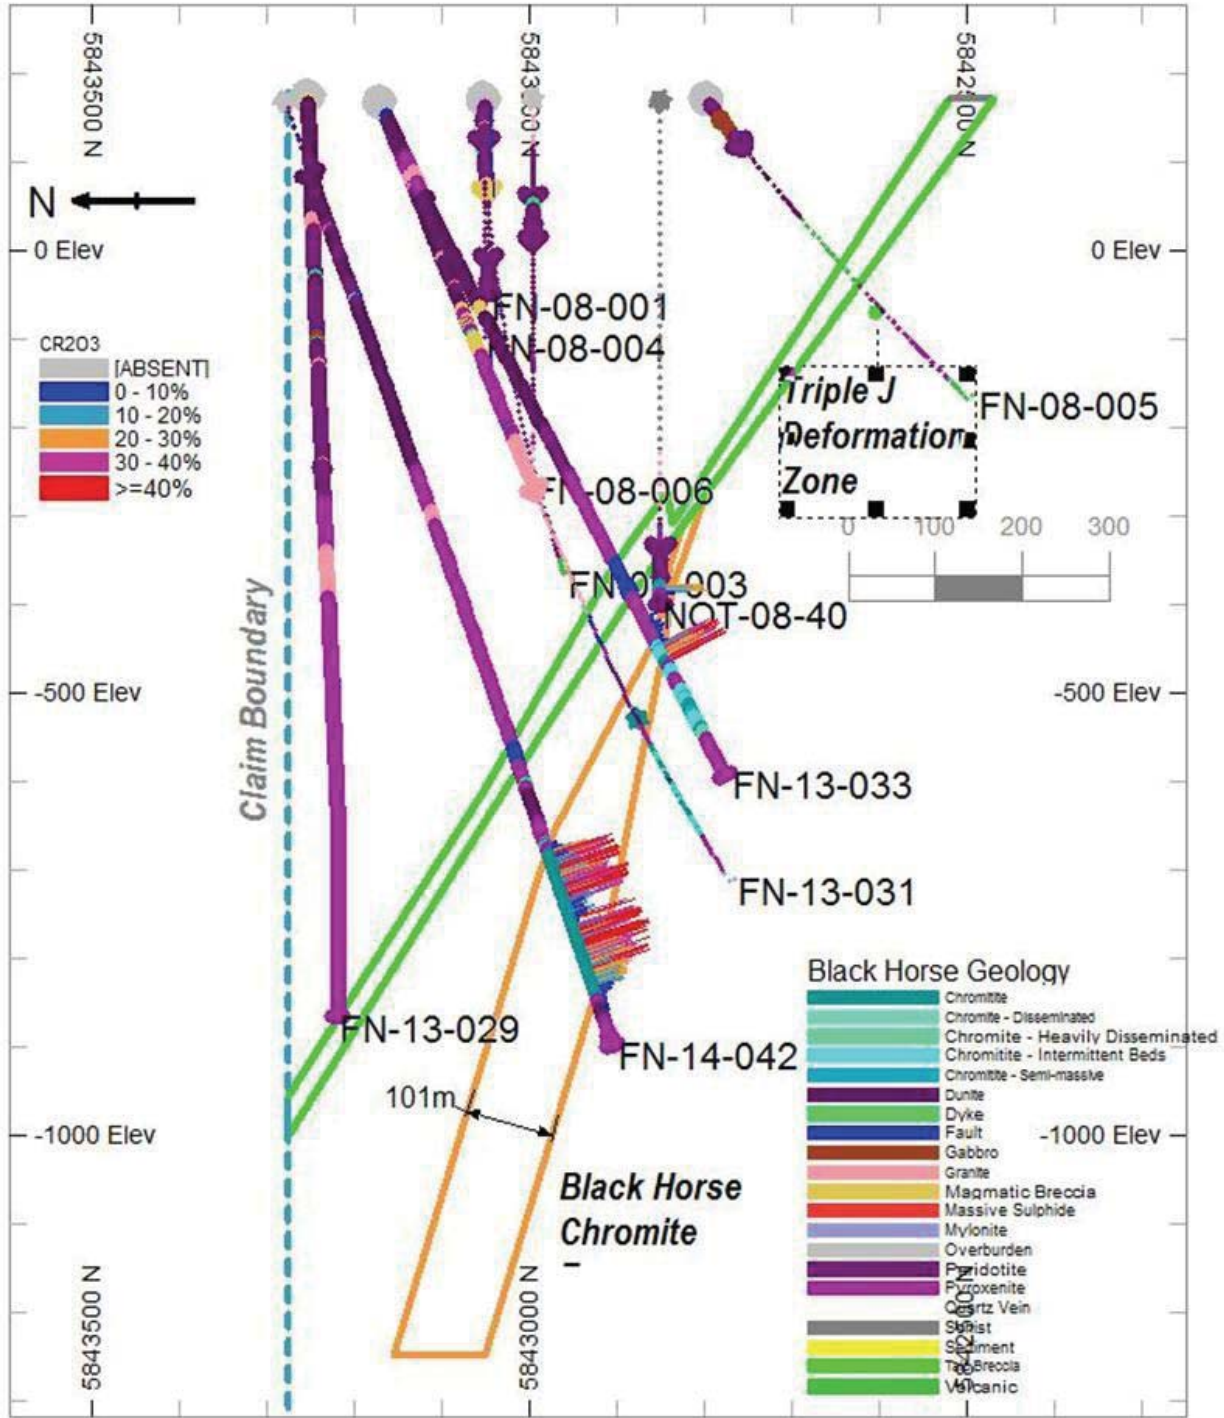 5843500 N
5843000 N
N
0 Elev
0 Elev
FN-08-001
FN-08-004
CR2O3
[ABSENT]
0 - 10%
10 - 20%
20 - 30%
30 - 40%
>=40%
Triple J
Deformation
Zone
FN-08-005
FN-08-006
0 100 200 300
NOT-08-40
Claim Boundary
-500 Elev
-500 Elev
FN-13-033
FN-13-031
FN-13-029
FN-14-042
101m
-1000 Elev
-1000 Elev
Black Horse
Chromite
Black Horse Geology
Chromitite
Chromite - Disseminated
Chromite - Heavily Disseminated
Chromitite - Intermittent Beds
Chromitite - Semi-massive
Dunite
Dyke
Fault
Gabbro
Granite
Magmatic Breccia
Massive Sulphide
Mylonite
Overburden
Peridotite
Pyroxenite
Quartz Vein
Schist
Sediment
Breccia
Volcanic
5843500 N
5843000 N
5842500 N